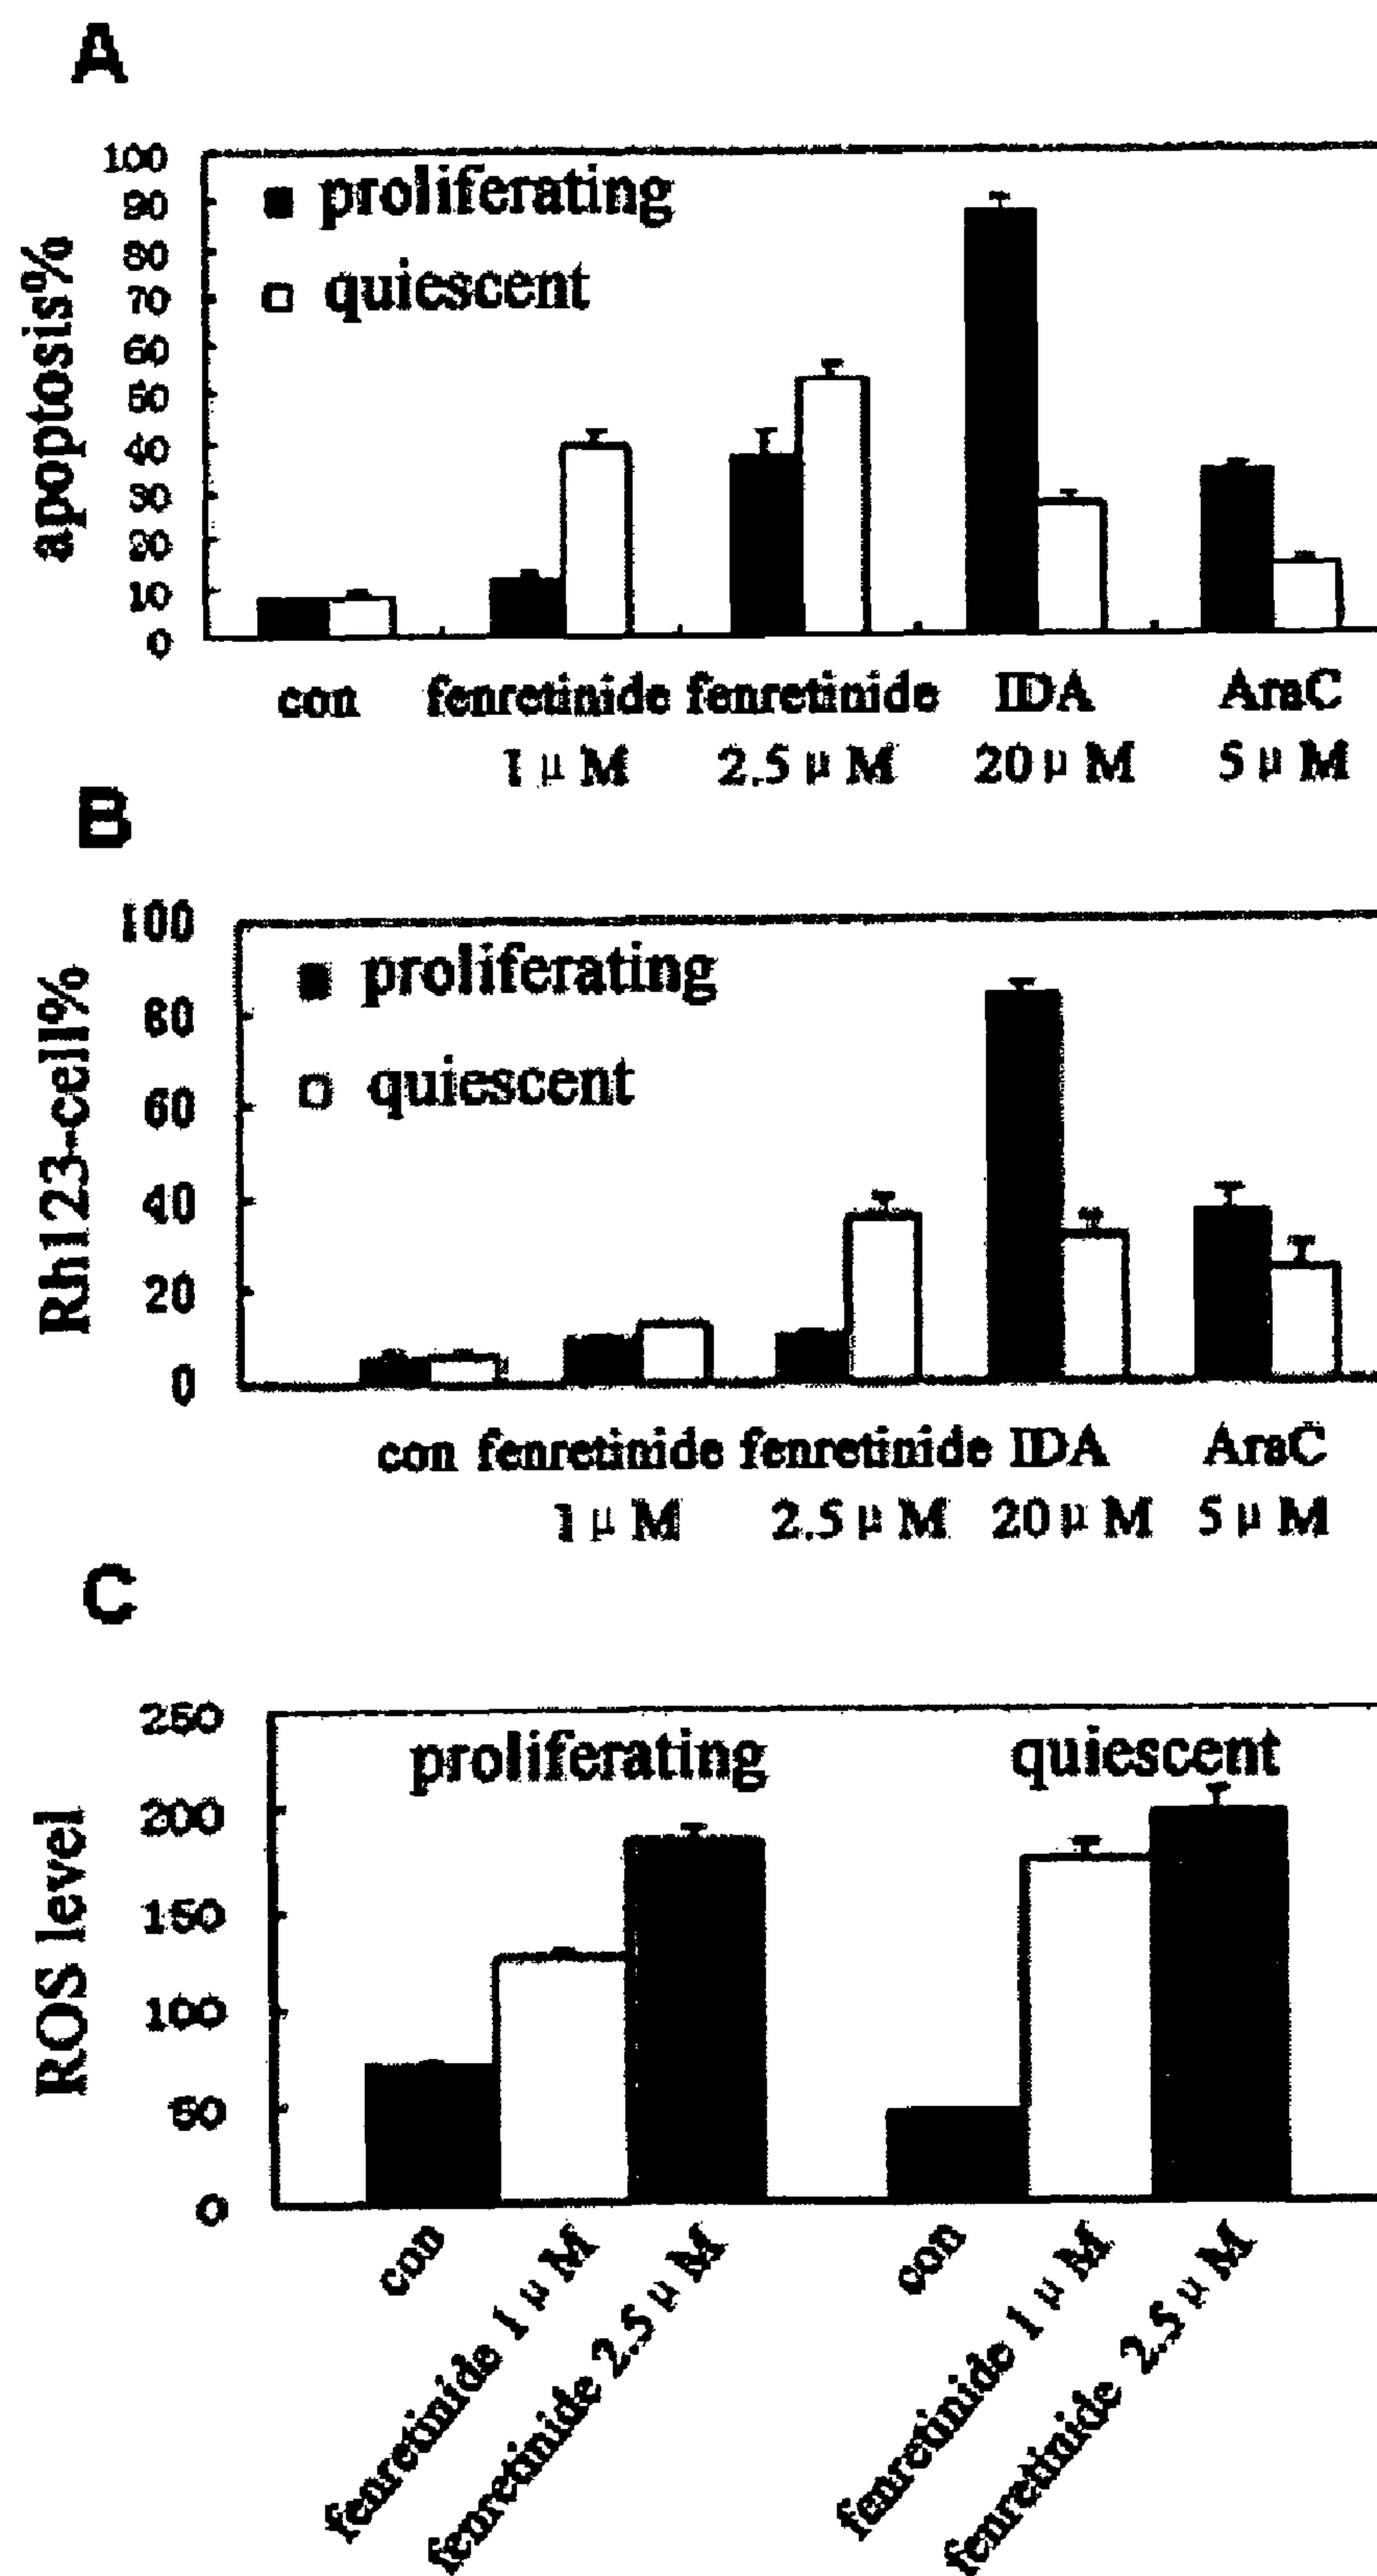 A
100
90
80
70
60
50
40
30
20
10
0
apoptosis%
proliferating
quiescent
con fenretinide fenretinide IDA AraC
1 μ M 2.5 μ M 20 μ M 5 μ M
B
100
80
60
40
20
0
Rh123-cell%
proliferating
quiescent
con fenretinide fenretinide IDA AraC
1 μ M 2.5 μ M 20 μ M 5 μ M
C
250
200
150
100
50
0
ROS level
proliferating quiescent
con
fenretinide 1 μ M
fenretinide 2.5 μ M
con
fenretinide 1 μ M
fenretinide 2.5 μ M